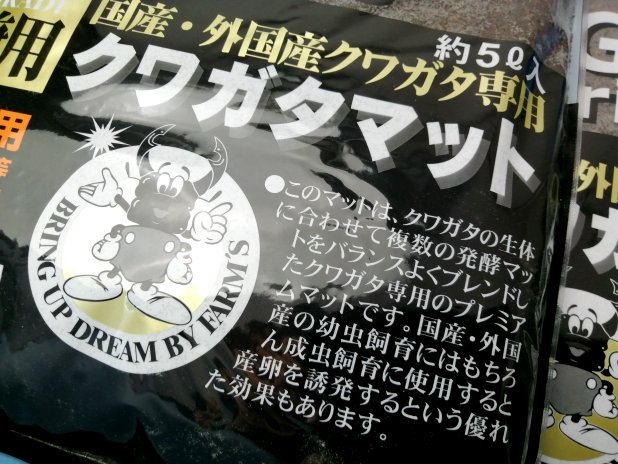 RADE
用
国産・外国産クワガタ専用
約5ℓ入
クワガタマット
用
BRING UP DREAM BY FARM'S
●このマットは、クワガタの生体
に合わせて複数の発酵マッ
トをバランスよくブレンドし
たクワガタ専用のプレミア
ムマットです。国産・外国
産の幼虫飼育にはもちろ
ん成虫飼育に使用すると
産卵を誘発するという優れ
た効果もあります。
G
外国